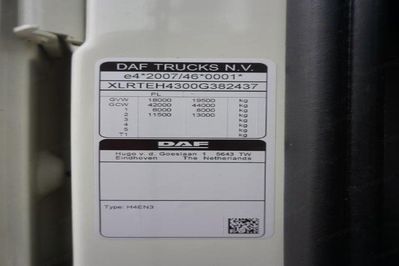 DAF TRUCKS N.V.
e4*2007/46*0001*
XLRTEH4300G382437
PL
GVW 18000 19500 kg
GCW 42000 44000 kg
1 8000 8000 kg
2 11500 13000 kg
3 kg
4 kg
5 kg
T1 kg
DAF
Hugo v. d. Goeslaan 1 5643 TW
Eindhoven The Netherlands
Type: H4EN3